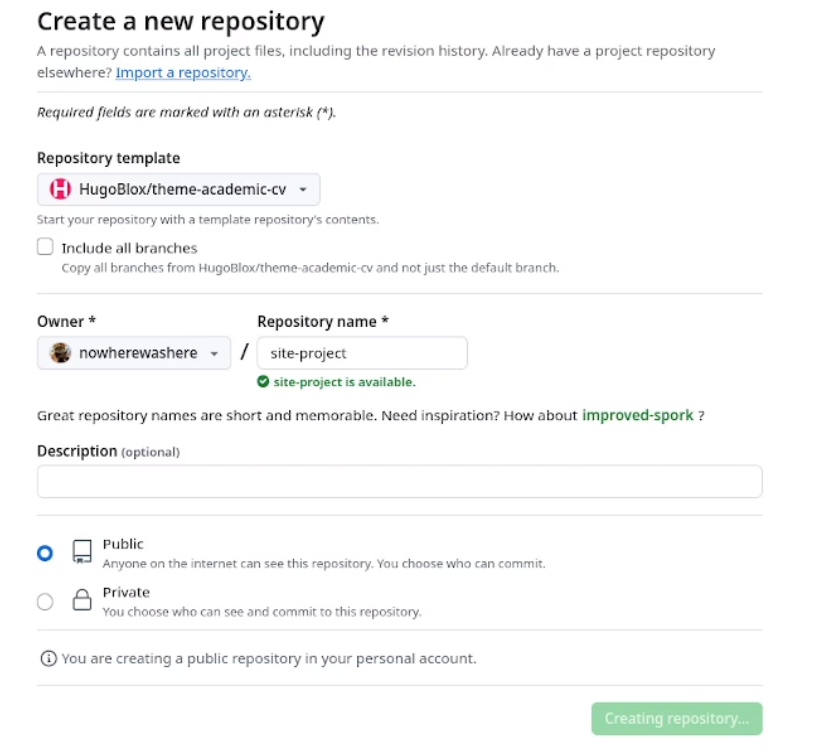 Create a new repository
A repository contains all project files, including the revision history. Already have a project repository
elsewhere? Import a repository.
Required fields are marked with an asterisk (*).
Repository template
HugoBlox/theme-academic-cv
Start your repository with a template repository's contents.
Include all branches
Copy all branches from HugoBlox/theme-academic-cv and not just the default branch.
Owner * Repository name *
nowherewashere / site-project
site-project is available.
Great repository names are short and memorable. Need inspiration? How about improved-spork ?
Description (optional)
Public
Anyone on the internet can see this repository. You choose who can commit.
Private
You choose who can see and commit to this repository.
You are creating a public repository in your personal account.
Creating repository...